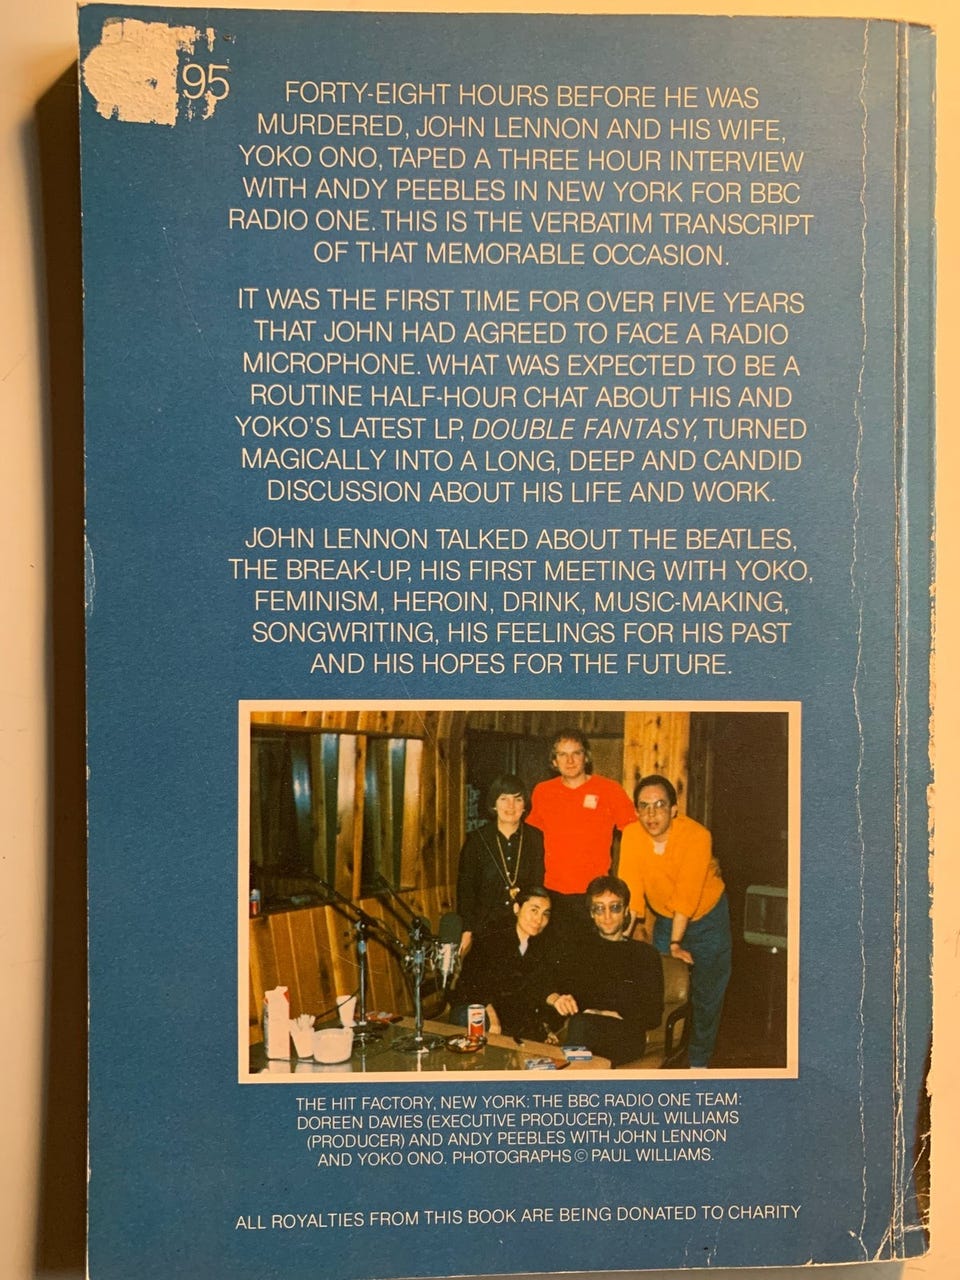 95
FORTY-EIGHT HOURS BEFORE HE WAS
MURDERED, JOHN LENNON AND HIS WIFE,
YOKO ONO, TAPED A THREE HOUR INTERVIEW
WITH ANDY PEEBLES IN NEW YORK FOR BBC
RADIO ONE. THIS IS THE VERBATIM TRANSCRIPT
OF THAT MEMORABLE OCCASION.
IT WAS THE FIRST TIME FOR OVER FIVE YEARS
THAT JOHN HAD AGREED TO FACE A RADIO
MICROPHONE. WHAT WAS EXPECTED TO BE A
ROUTINE HALF-HOUR CHAT ABOUT HIS AND
YOKO'S LATEST LP, DOUBLE FANTASY, TURNED
MAGICALLY INTO A LONG, DEEP AND CANDID
DISCUSSION ABOUT HIS LIFE AND WORK.
JOHN LENNON TALKED ABOUT THE BEATLES,
THE BREAK-UP, HIS FIRST MEETING WITH YOKO,
FEMINISM, HEROIN, DRINK, MUSIC-MAKING,
SONGWRITING, HIS FEELINGS FOR HIS PAST
AND HIS HOPES FOR THE FUTURE.
THE HIT FACTORY, NEW YORK: THE BBC RADIO ONE TEAM:
DOREEN DAVIES (EXECUTIVE PRODUCER), PAUL WILLIAMS
(PRODUCER) AND ANDY PEEBLES WITH JOHN LENNON
AND YOKO ONO. PHOTOGRAPHS © PAUL WILLIAMS.
ALL ROYALTIES FROM THIS BOOK ARE BEING DONATED TO CHARITY